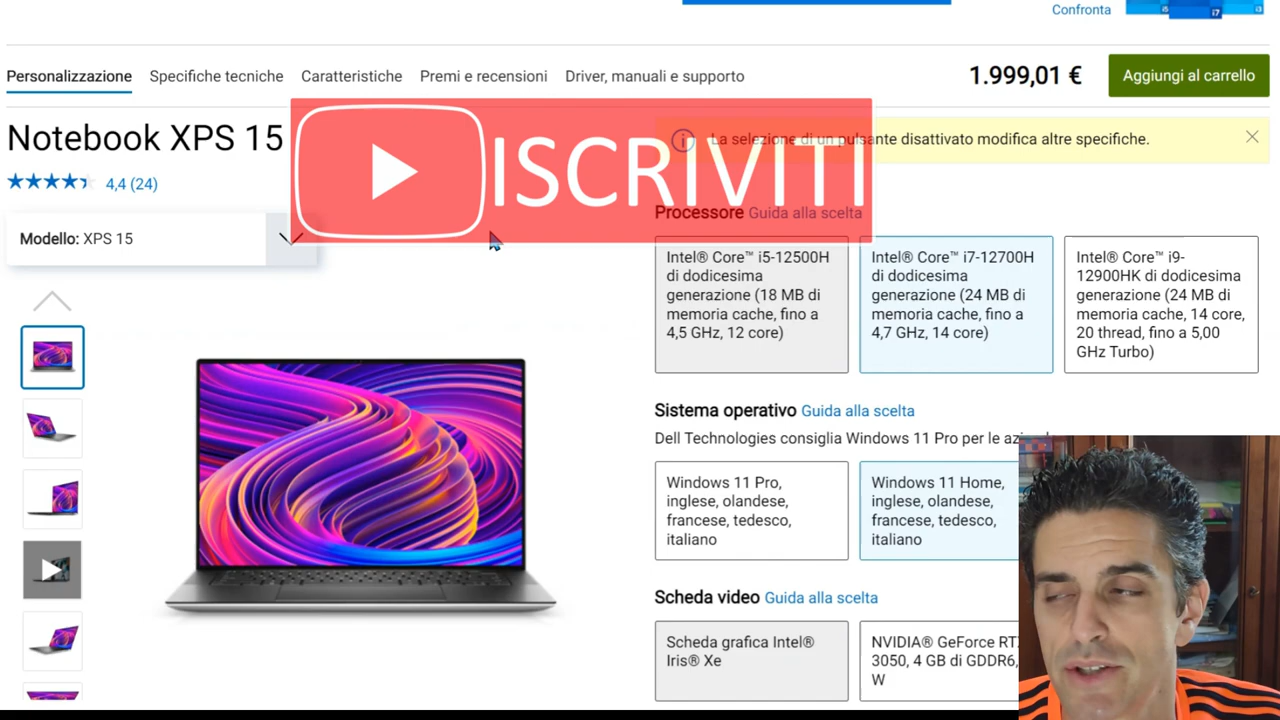 Confronta
i5 i7 i3
Personalizzazione Specifiche tecniche Caratteristiche Premi e recensioni Driver, manuali e supporto
1.999,01 € Aggiungi al carrello
Notebook XPS 15
4,4 (24)
Modello: XPS 15
ISCRIVITI
La selezione di un pulsante disattivato modifica altre specifiche.
Processore Guida alla scelta
Intel® Core™ i5-12500H
di dodicesima
generazione (18 MB di
memoria cache, fino a
4,5 GHz, 12 core)
Intel® Core™ i7-12700H
di dodicesima
generazione (24 MB di
memoria cache, fino a
4,7 GHz, 14 core)
Intel® Core™ i9-
12900HK di dodicesima
generazione (24 MB di
memoria cache, 14 core,
20 thread, fino a 5,00
GHz Turbo)
Sistema operativo Guida alla scelta
Dell Technologies consiglia Windows 11 Pro per le
Windows 11 Pro,
inglese, olandese,
francese, tedesco,
italiano
Windows 11 Home,
inglese, olandese,
francese, tedesco,
italiano
Scheda video Guida alla scelta
Scheda grafica Intel®
Iris® Xe
NVIDIA® GeForce
3050, 4 GB di GDDR6,
W